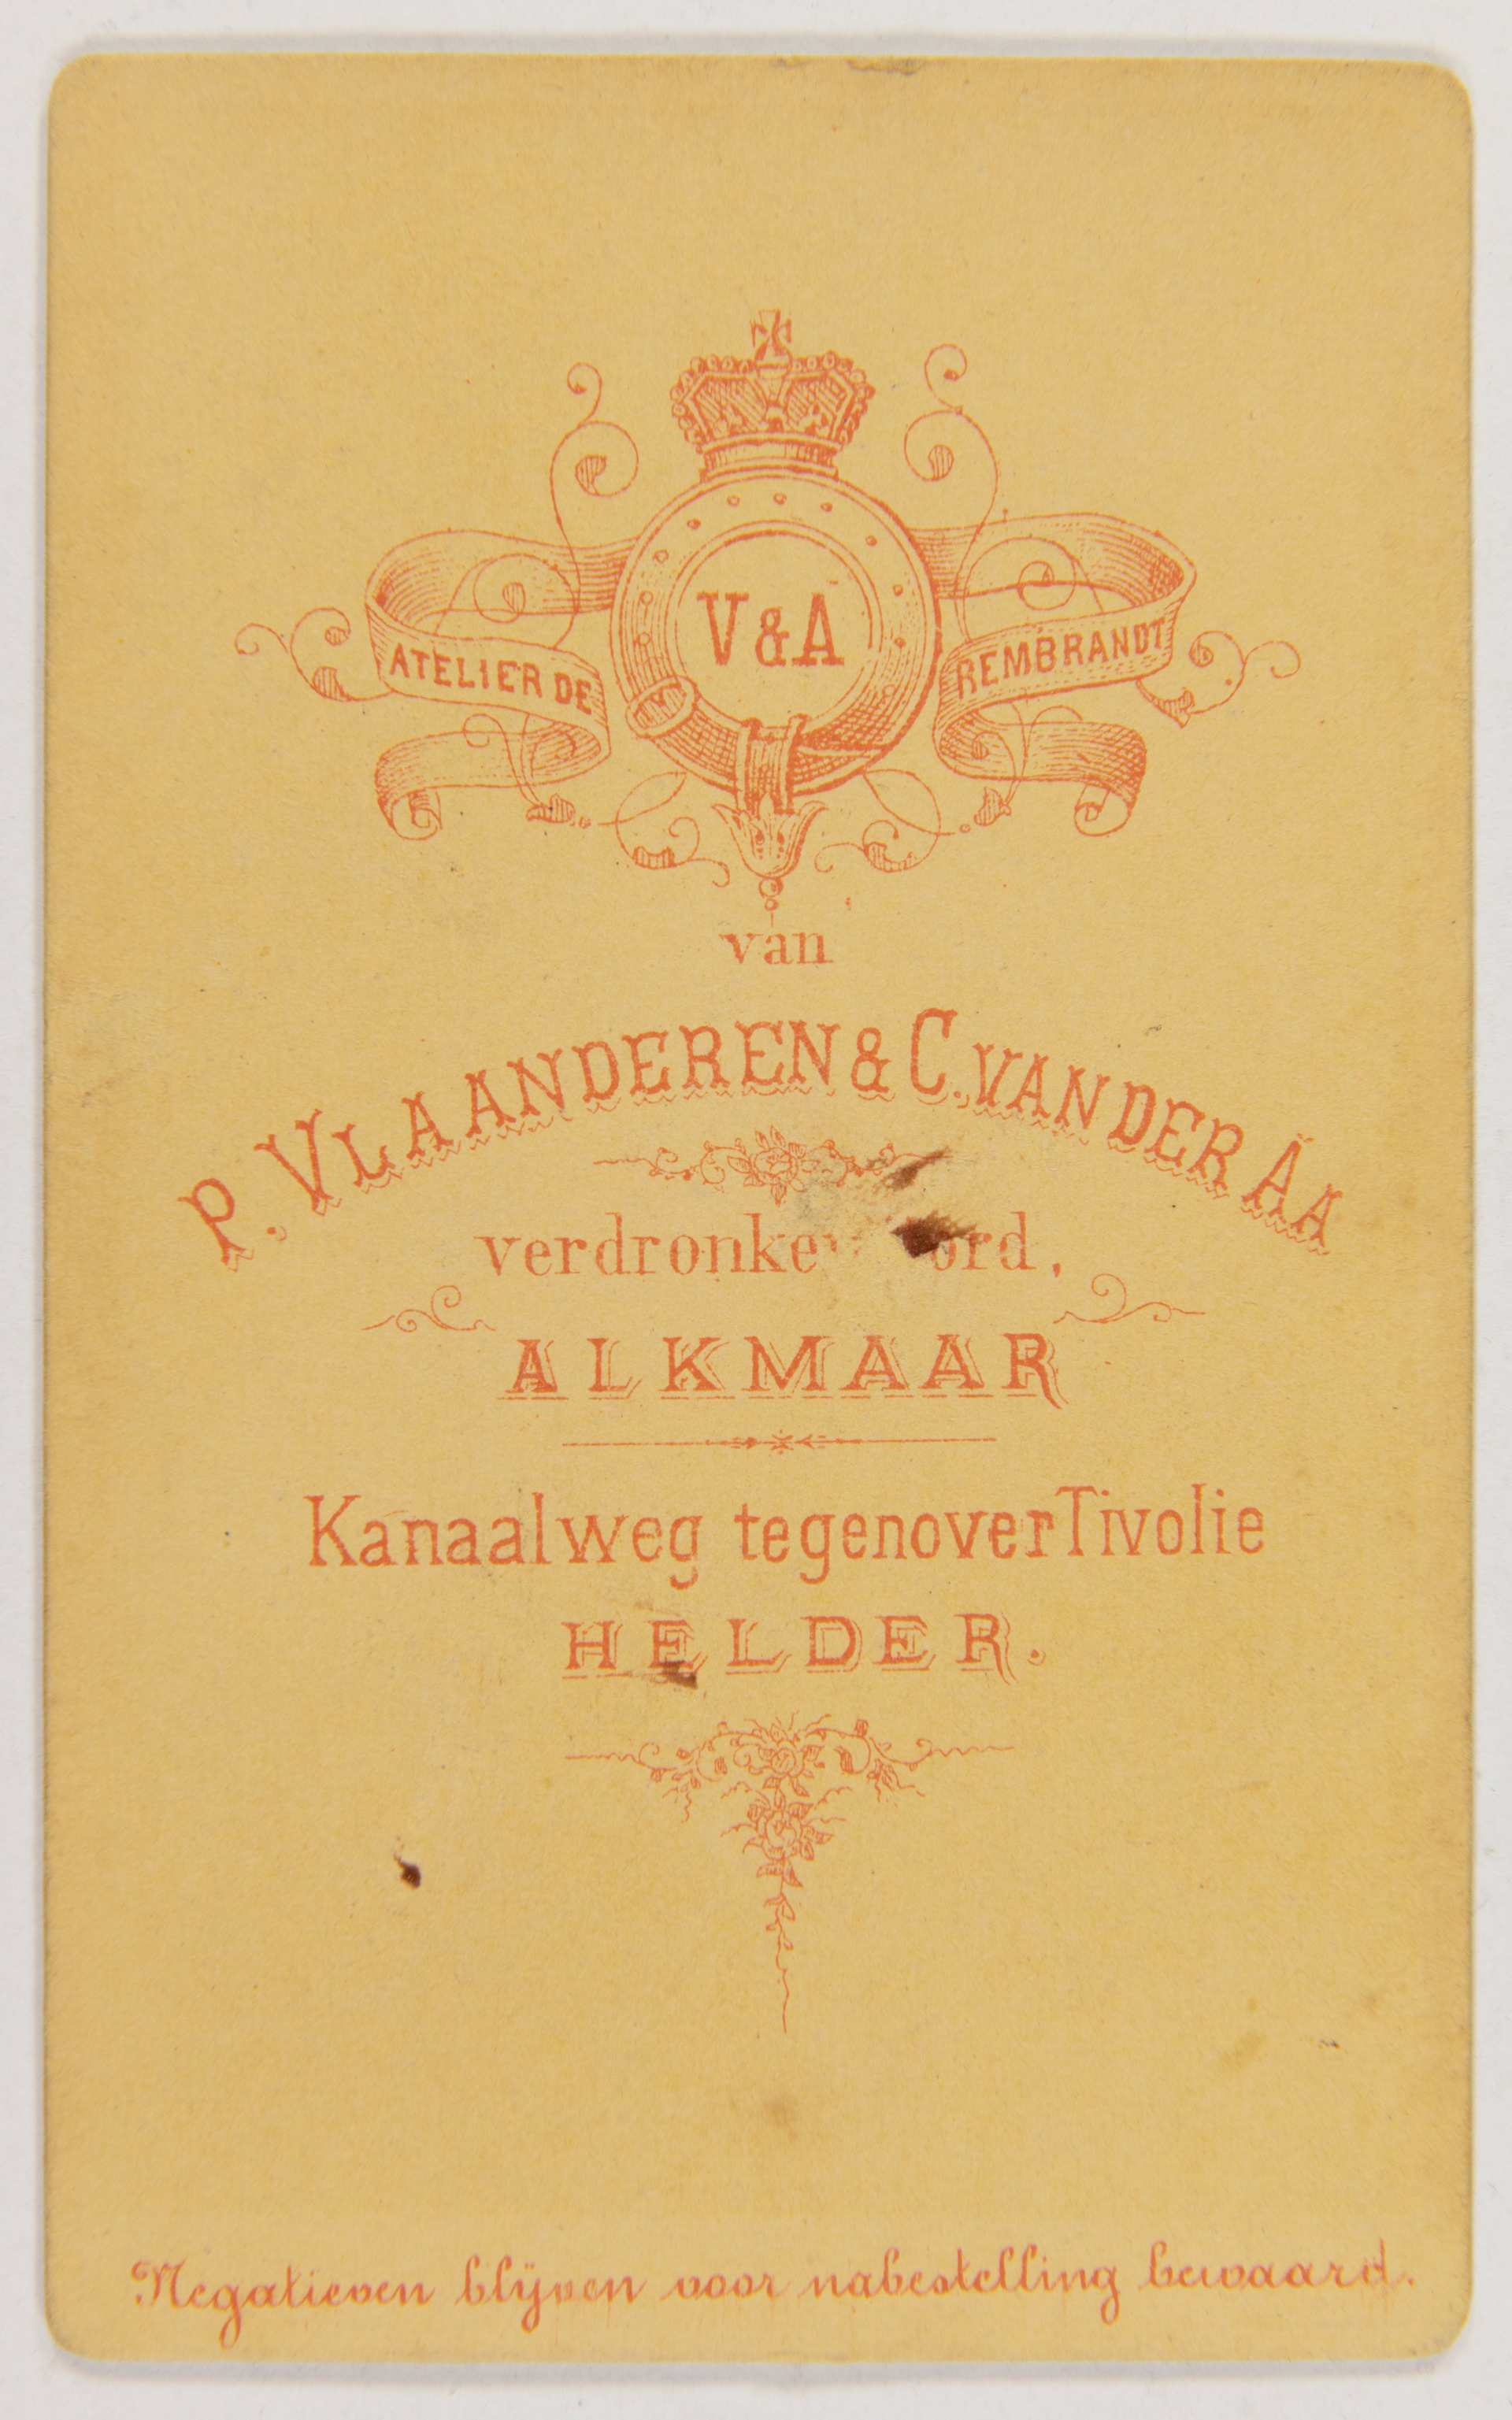 V&A
ATELIER DE REMBRANDT
van
P. VLAANDEREN & C. VAN DER AA
ALKMAAR
Kanaalweg tegenover Tivolie
HELDER.
Negatieven blijven voor nabestelling bewaard.